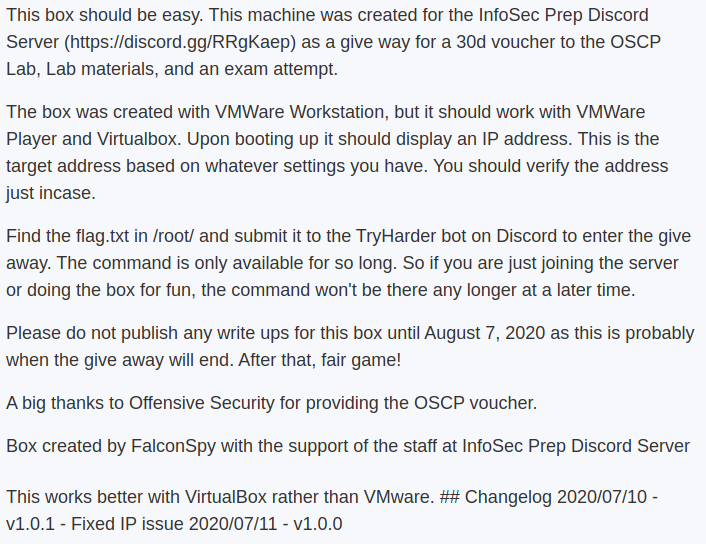 This box should be easy. This machine was created for the InfoSec Prep Discord
Server (https://discord.gg/RRgKaep) as a give way for a 30d voucher to the OSCP
Lab, Lab materials, and an exam attempt.
The box was created with VMWare Workstation, but it should work with VMWare
Player and Virtualbox. Upon booting up it should display an IP address. This is the
target address based on whatever settings you have. You should verify the address
just incase.
Find the flag.txt in /root/ and submit it to the TryHarder bot on Discord to enter the give
away. The command is only available for so long. So if you are just joining the server
or doing the box for fun, the command won't be there any longer at a later time.
Please do not publish any write ups for this box until August 7, 2020 as this is probably
when the give away will end. After that, fair game!
A big thanks to Offensive Security for providing the OSCP voucher.
Box created by FalconSpy with the support of the staff at InfoSec Prep Discord Server
This works better with VirtualBox rather than VMware. ## Changelog 2020/07/10 -
v1.0.1 - Fixed IP issue 2020/07/11 - v1.0.0